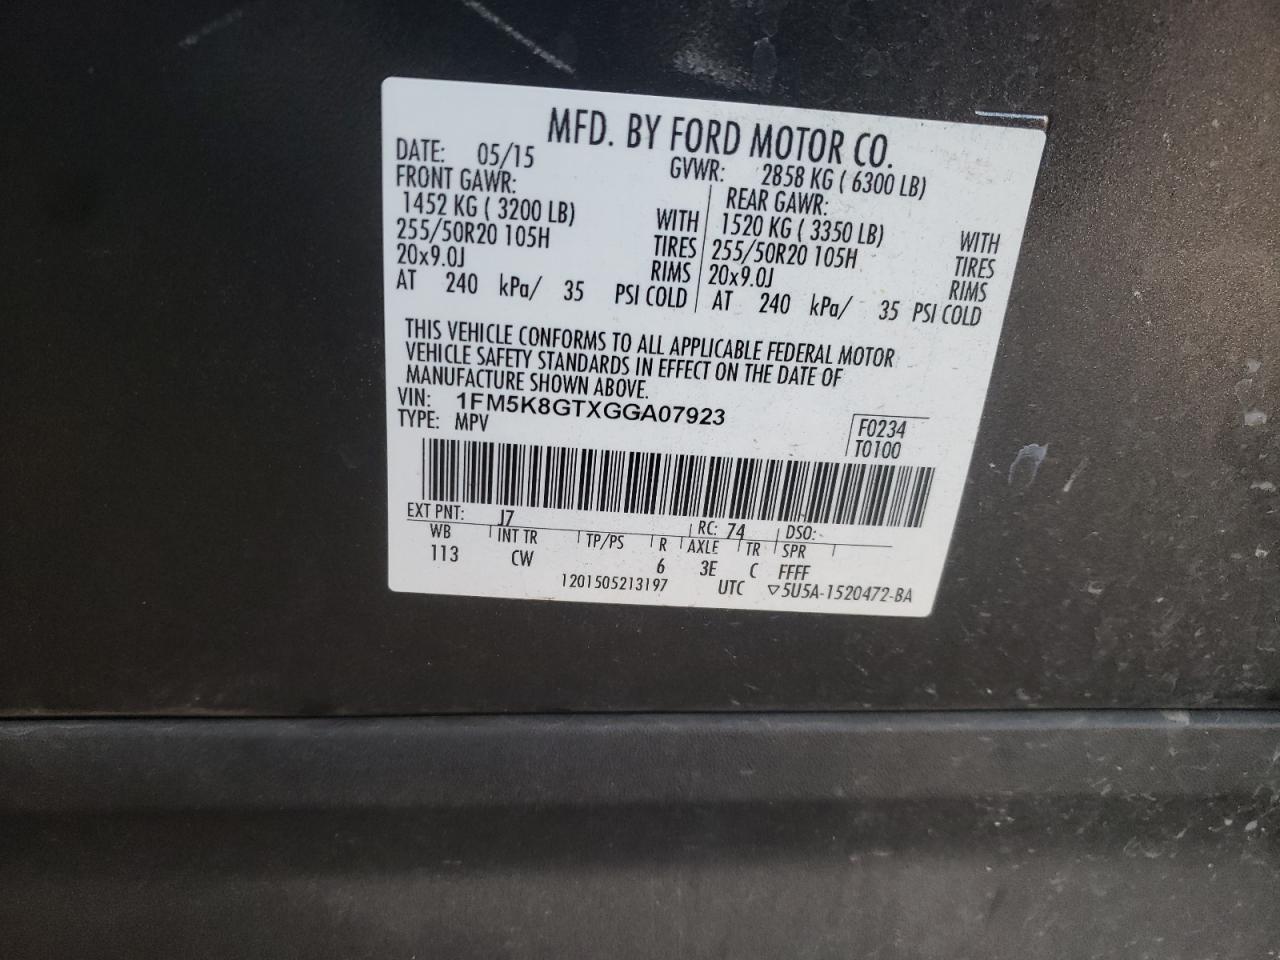 MFD. BY FORD MOTOR CO.
DATE: 05/15 GVWR: 2858 KG ( 6300 LB)
FRONT GAWR: REAR GAWR:
1452 KG ( 3200 LB) WITH 1520 KG ( 3350 LB) WITH
255/50R20 105H TIRES 255/50R20 105H TIRES
20x9.0J RIMS 20x9.0J RIMS
AT 240 kPa/ 35 PSI COLD AT 240 kPa/ 35 PSI COLD
THIS VEHICLE CONFORMS TO ALL APPLICABLE FEDERAL MOTOR
VEHICLE SAFETY STANDARDS IN EFFECT ON THE DATE OF
MANUFACTURE SHOWN ABOVE.
VIN: 1FM5K8GTXGGA07923
TYPE: MPV F0234
T0100
EXT PNT: J7 RC: 74 DSO:
WB INT TR TP/PS R AXLE TR SPR
113 CW 6 3E C FFFF
1201505213197 UTC ▽5U5A-1520472-BA